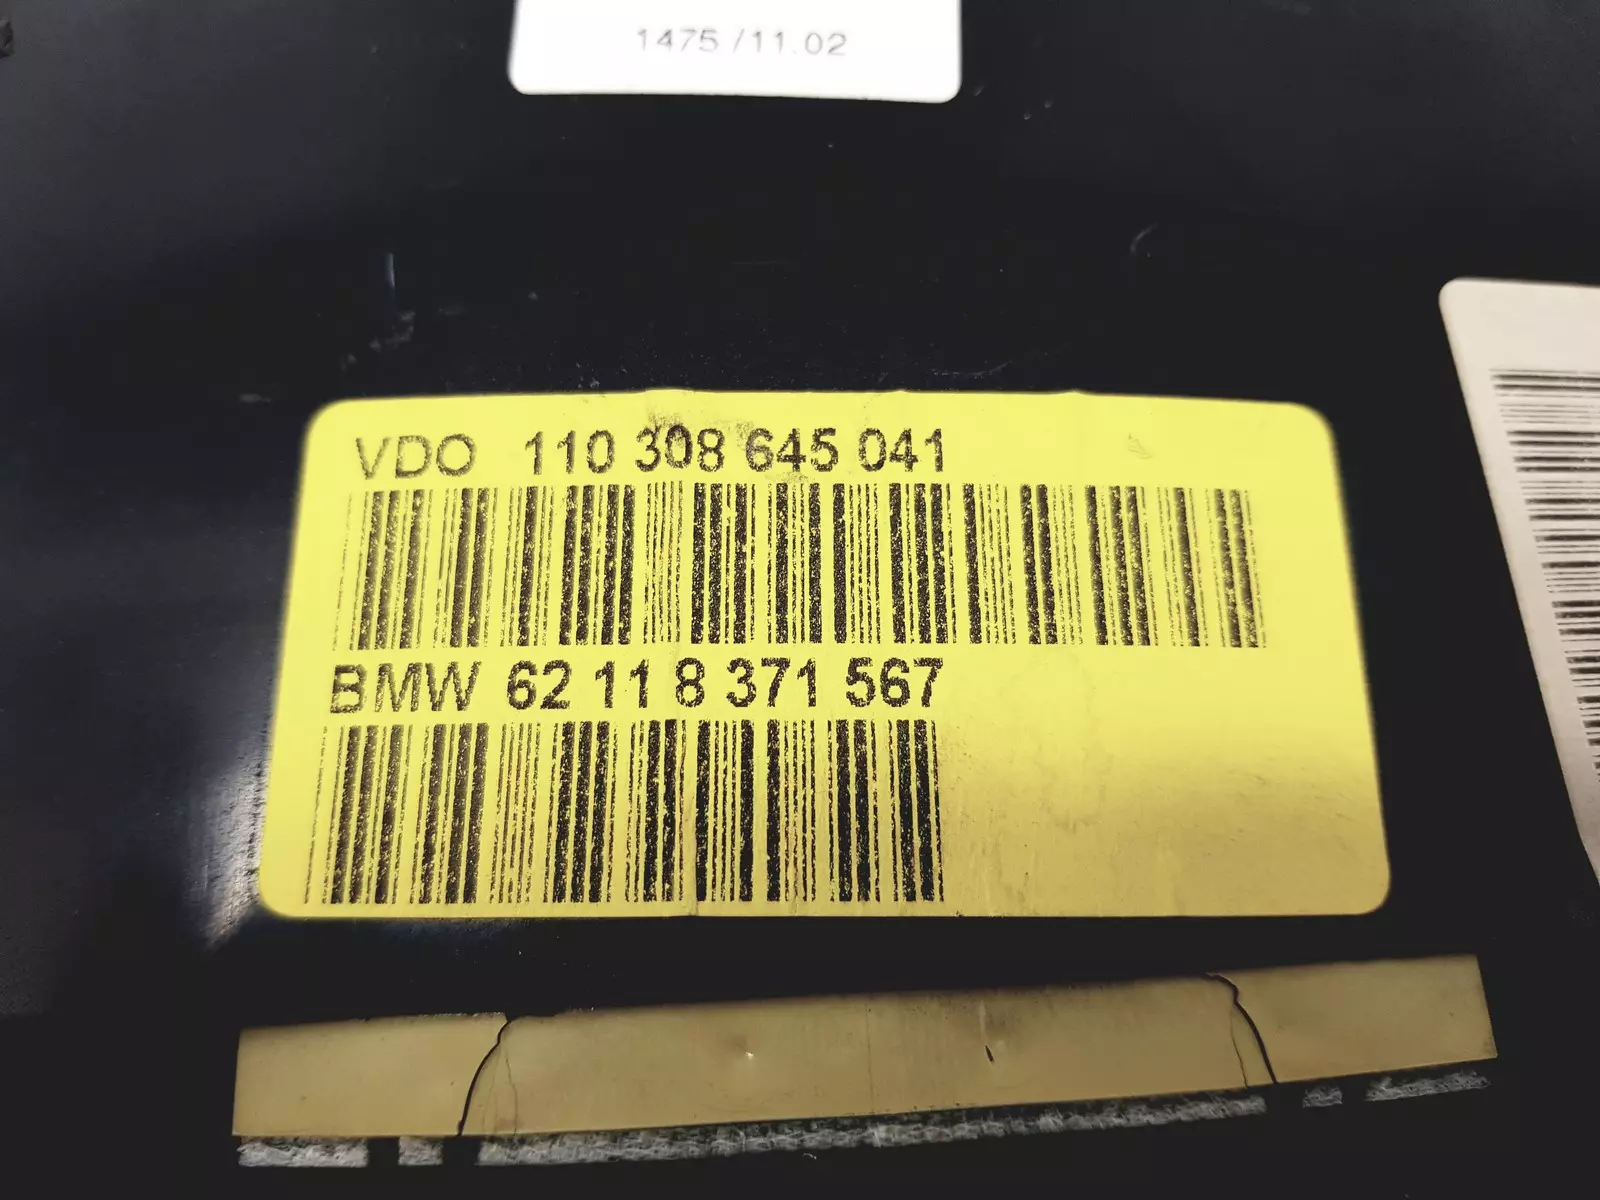 1475 /11.02
VDO 110 308 645 041
BMW 62 11 8 371 567